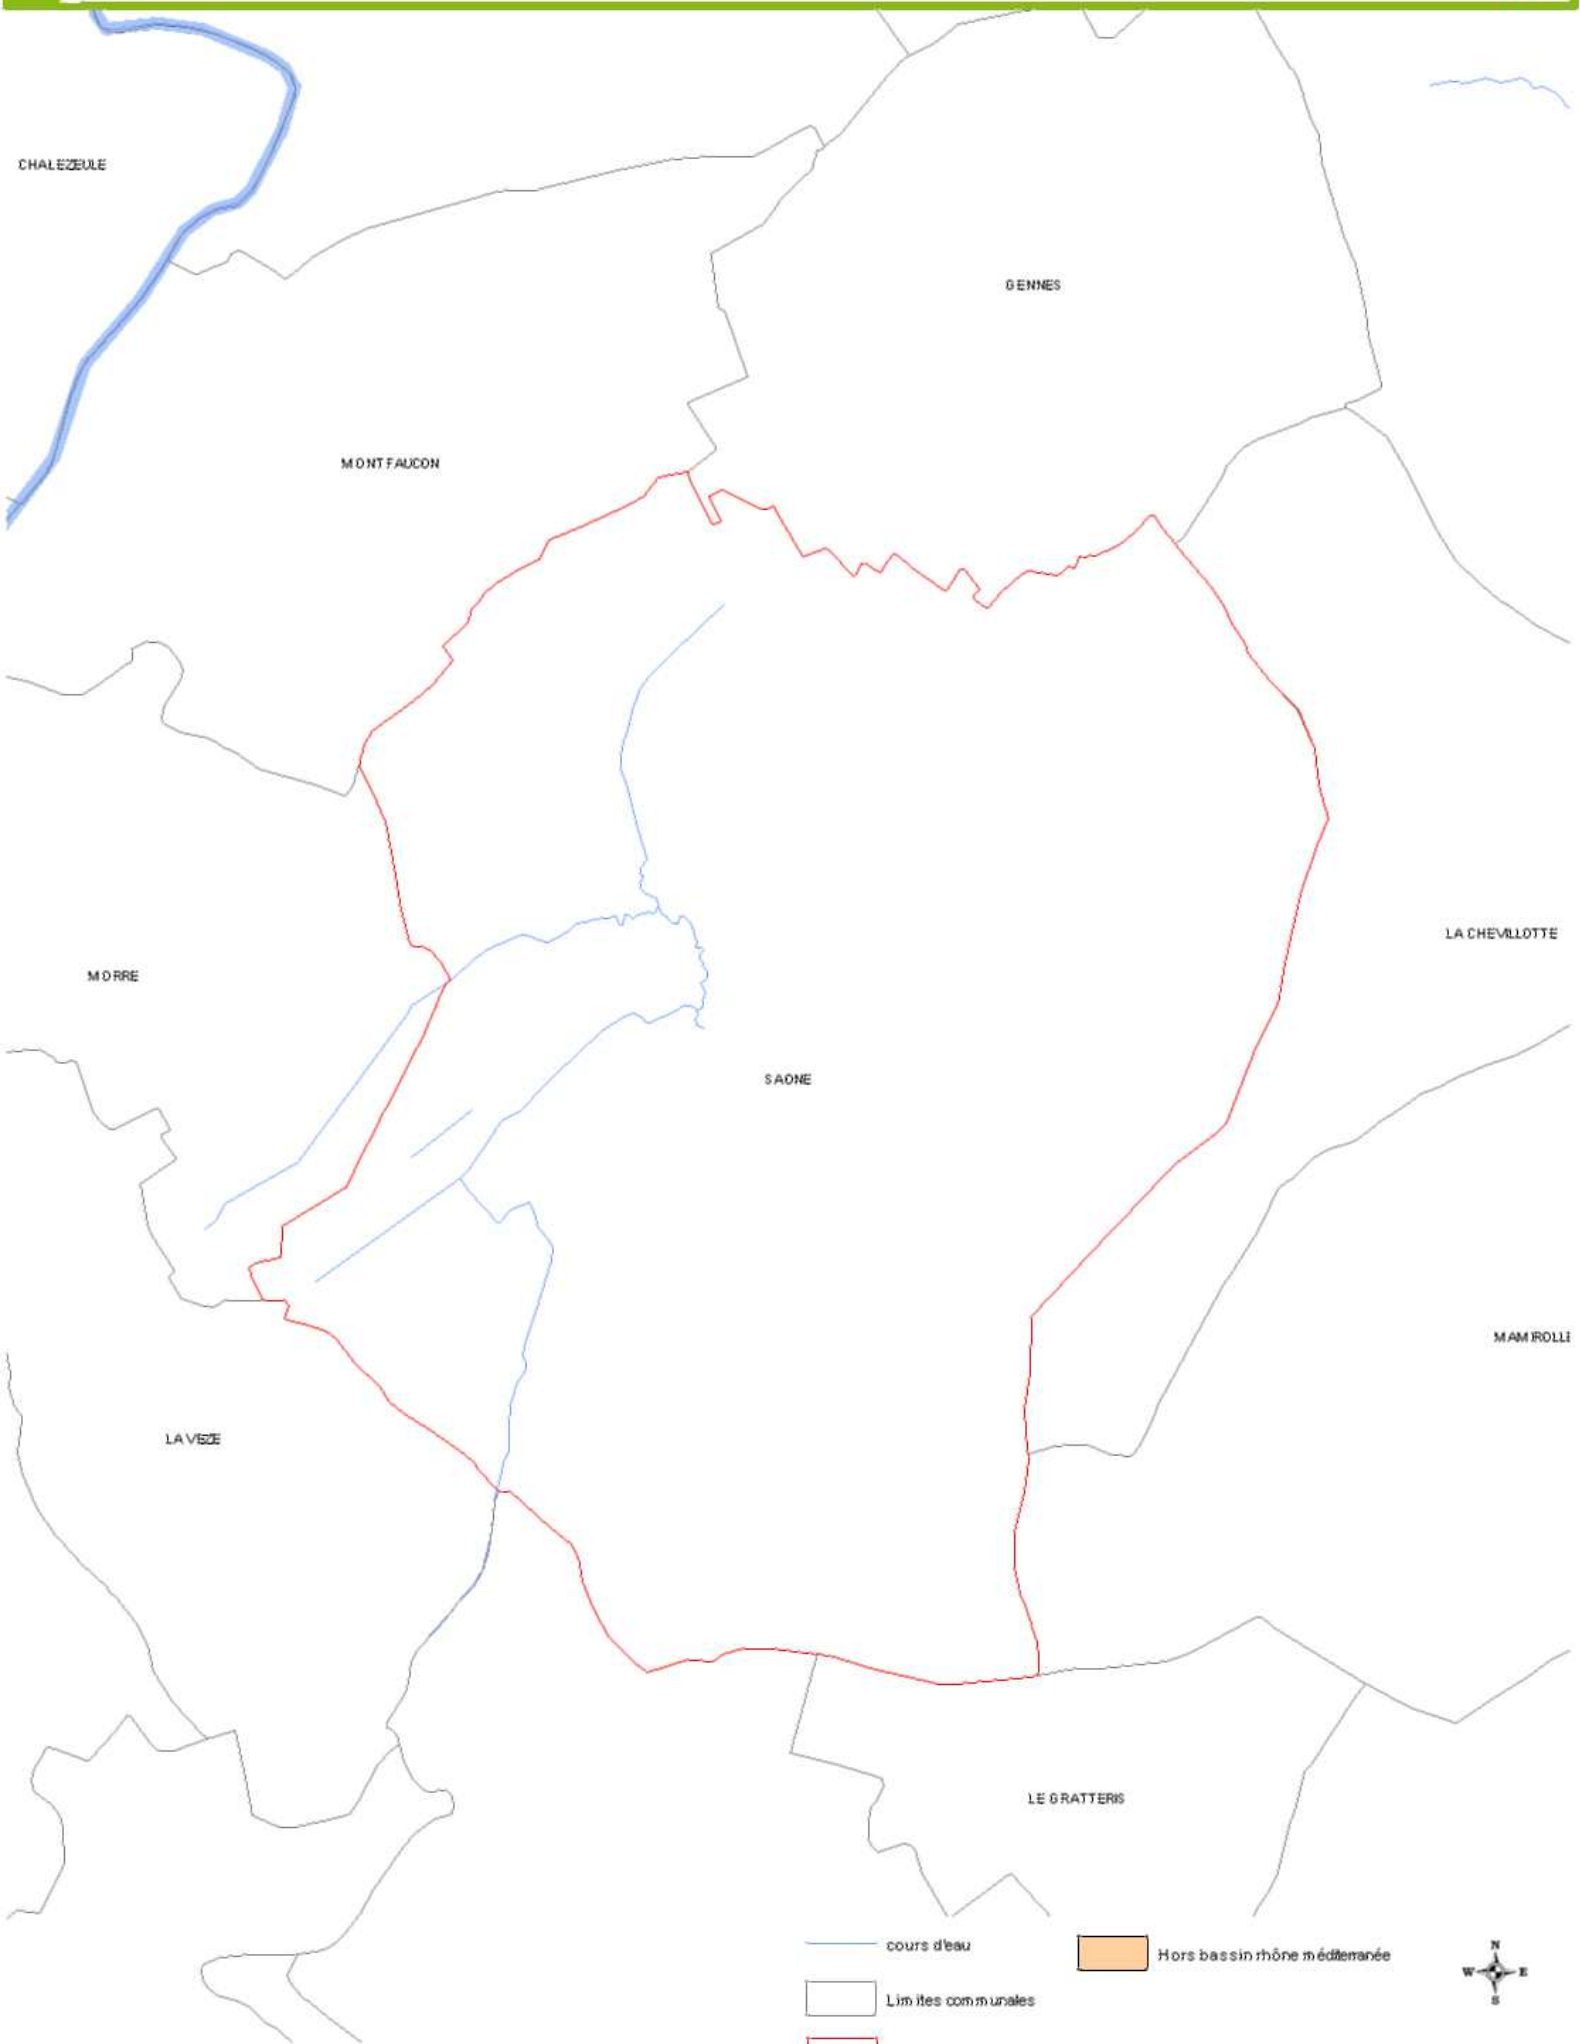 CHALEZEULE
GENNES
MONTFAUCON
LA CHEVILLOTTE
MORRE
SAONE
MAMIROLLE
LA VEZE
LE GRATTERIS
cours d'eau
Hors bassin rhône méditerranée
Limites communales
N
W E
S